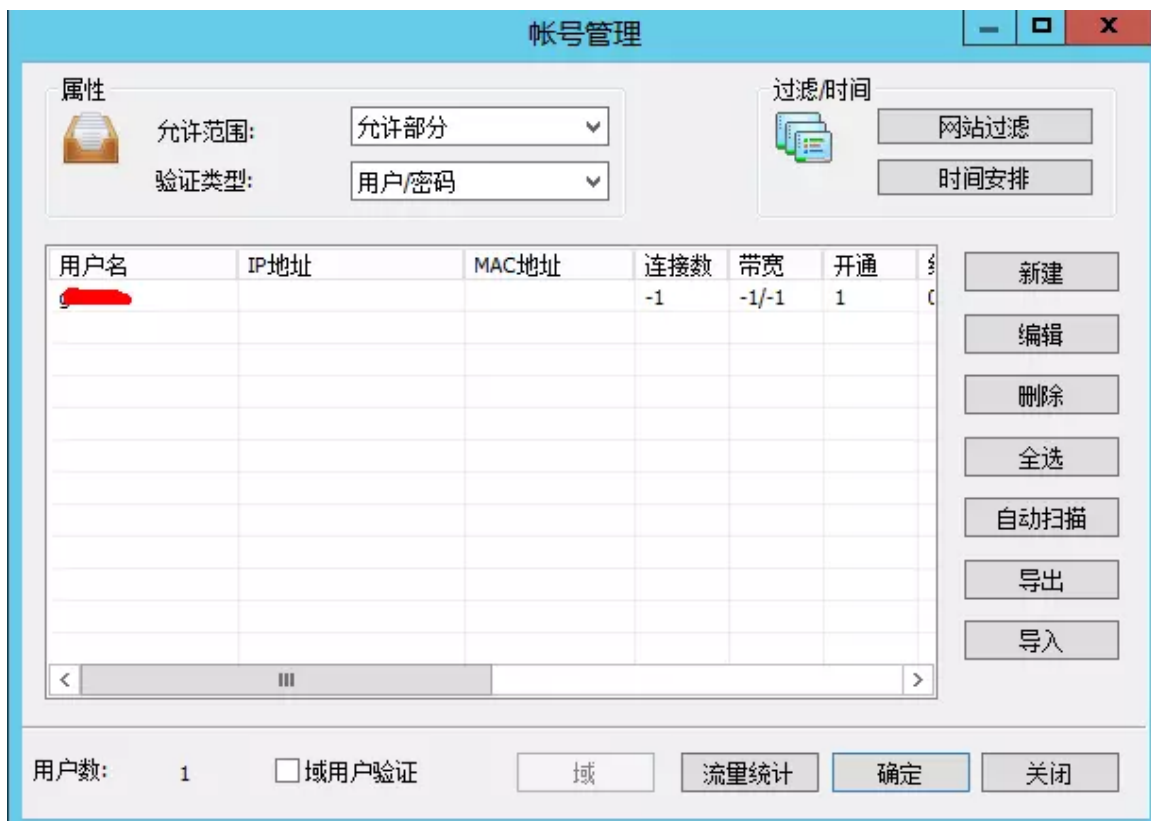 帐号管理
属性
允许范围: 允许部分
验证类型: 用户/密码
过滤/时间
网站过滤
时间安排
用户名 IP地址 MAC地址 连接数 带宽 开通
-1 -1/-1 1
新建
编辑
删除
全选
自动扫描
导出
导入
用户数: 1 域用户验证 域 流量统计 确定 关闭